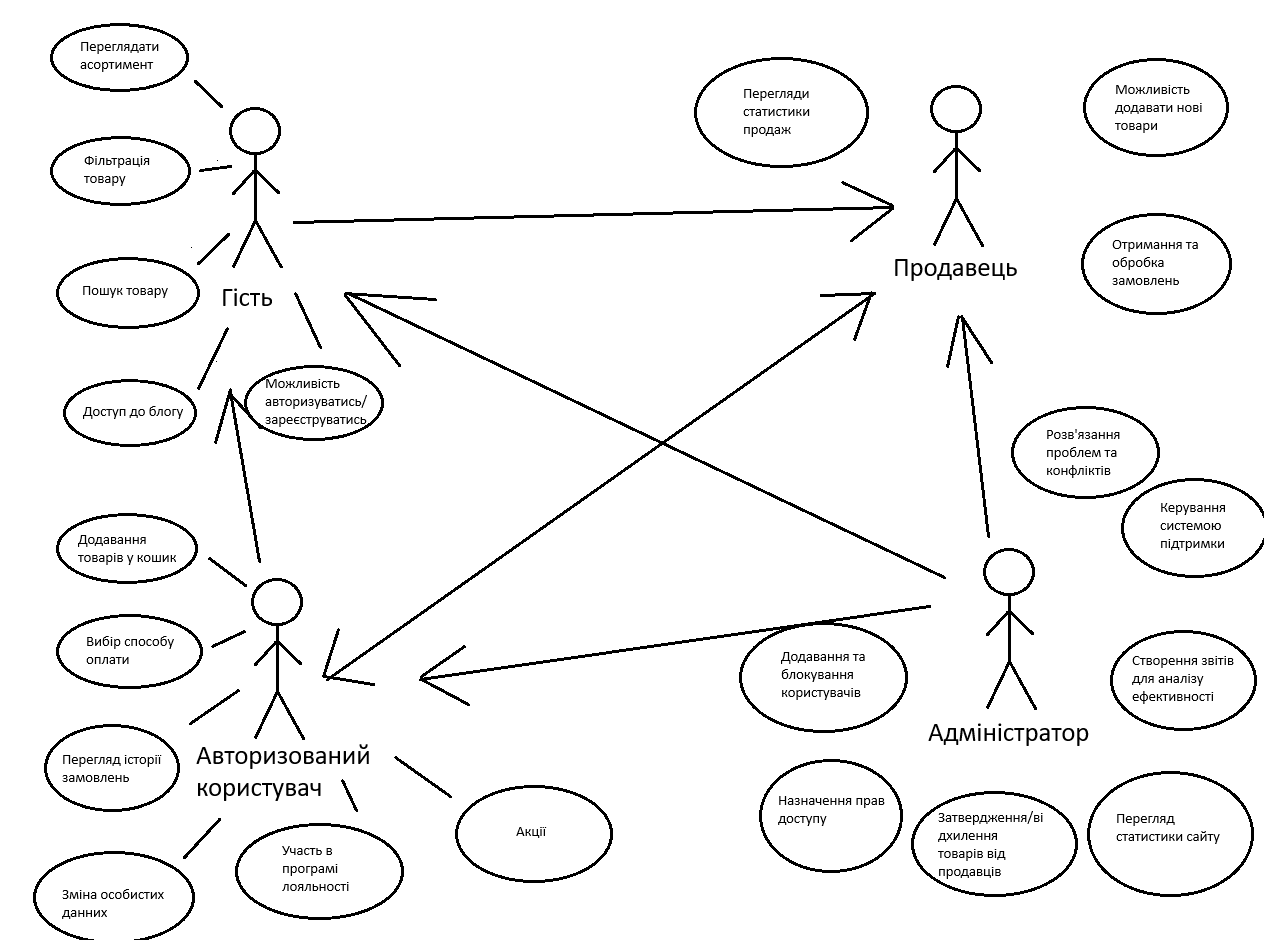 Переглядати
асортимент
Фільтрація
товару
Пошук товару
Гість
Доступ до блогу
Можливість
авторизуватись/
зареєструватись
Перегляди
статистики
продаж
Продавець
Можливість
додавати нові
товари
Отримання та
обробка
замовлень
Додавання
товарів у кошик
Вибір способу
оплати
Перегляд історії
замовлень
Авторизований
користувач
Зміна особистих
данних
Участь в
програмі
лояльності
Акції
Розв'язання
проблем та
конфліктів
Керування
системою
підтримки
Додавання та
блокування
користувачів
Адміністратор
Створення звітів
для аналізу
ефективності
Назначення прав
доступу
Затвердження/ві
дхилення
товарів від
продавців
Перегляд
статистики сайту